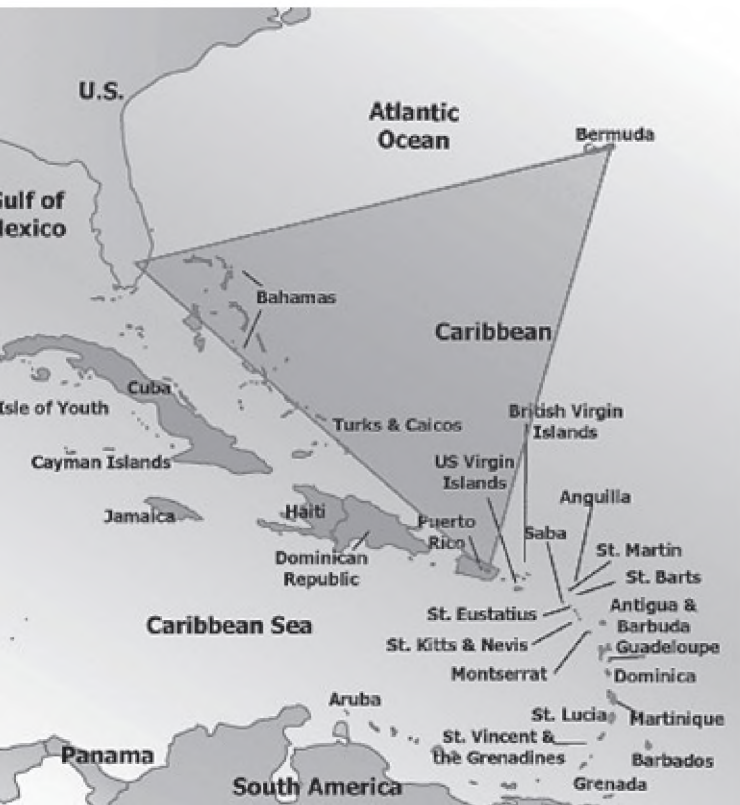 U.S.
Atlantic
Ocean
Bermuda
Gulf of
Mexico
Bahamas
Caribbean
Cuba
Isle of Youth
Turks & Caicos
British Virgin
Islands
Cayman Islands
US Virgin
Islands
Anguilla
Jamaica
Haiti
Puerto
Rico
Saba
St. Martin
Dominican
Republic
St. Barts
St. Eustatius
Antigua &
Barbuda
Caribbean Sea
St. Kitts & Nevis
Guadeloupe
Montserrat
Dominica
Aruba
St. Lucia
Martinique
St. Vincent &
the Grenadines
Panama
Barbados
South America
Grenada